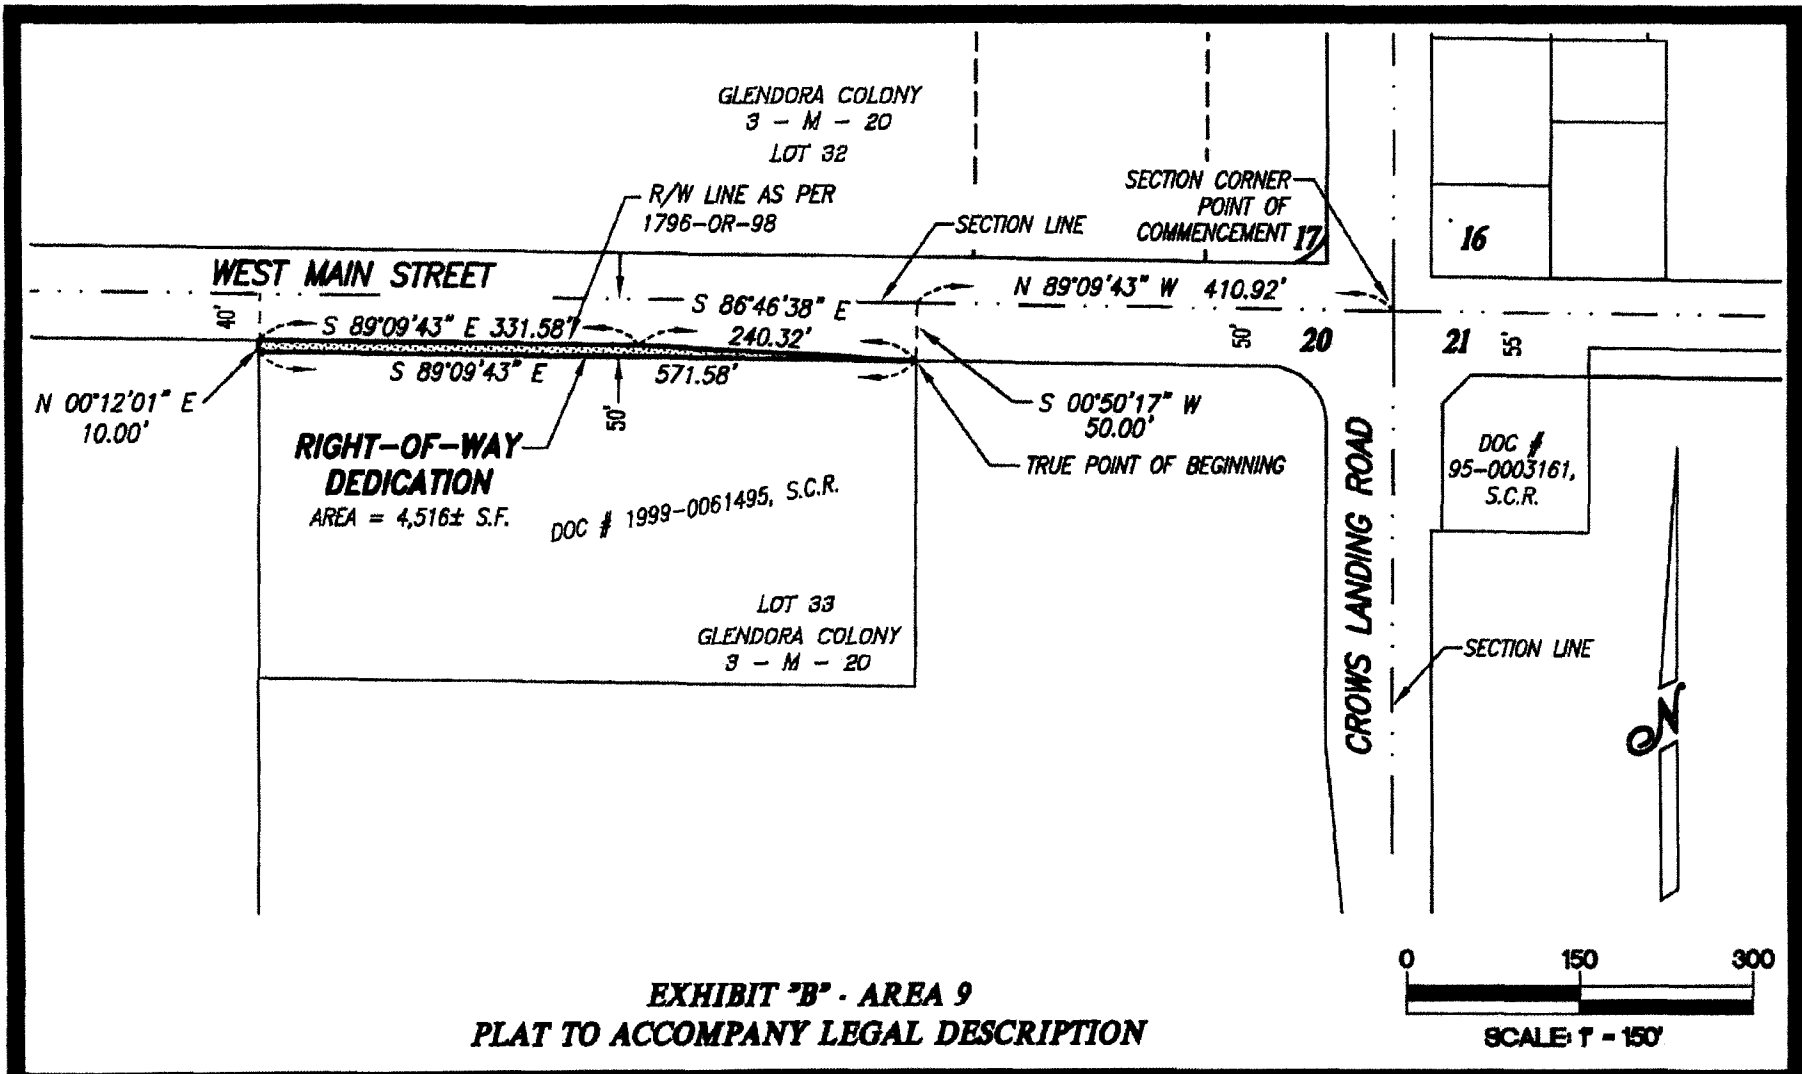 GLENDORA COLONY
3 - M - 20
LOT 32
R/W LINE AS PER
1796-OR-98
SECTION LINE
SECTION CORNER
POINT OF
COMMENCEMENT
17
16
WEST MAIN STREET
N 89°09'43" W 410.92'
S 86°46'38" E
240.32'
40'
S 89°09'43" E 331.58'
S 89°09'43" E 571.58'
50'
20
21
55'
N 00°12'01" E
10.00'
50'
S 00°50'17" W
50.00'
TRUE POINT OF BEGINNING
RIGHT-OF-WAY
DEDICATION
AREA = 4,516± S.F.
DOC # 1999-0061495, S.C.R.
DOC #
95-0003161,
S.C.R.
CROWS LANDING ROAD
LOT 33
GLENDORA COLONY
3 - M - 20
SECTION LINE
N
0 150 300
SCALE: 1" = 150'
EXHIBIT "B" - AREA 9
PLAT TO ACCOMPANY LEGAL DESCRIPTION